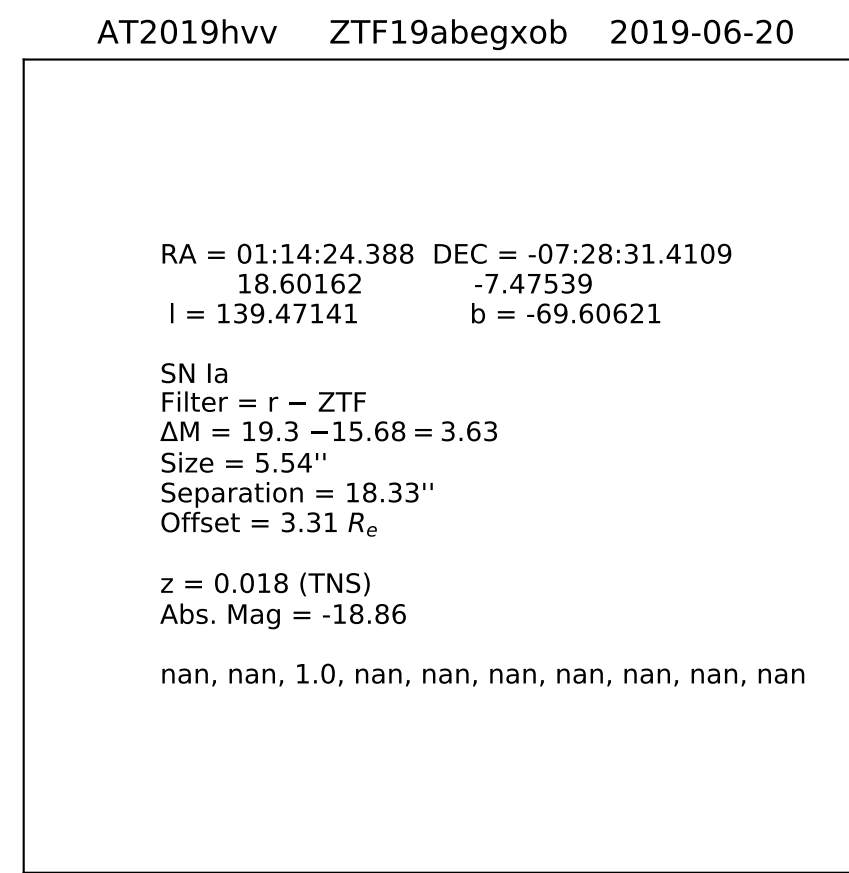 AT2019hvv ZTF19abegxob 2019-06-20
RA = 01:14:24.388 DEC = -07:28:31.4109
18.60162 -7.47539
l = 139.47141 b = -69.60621
SN Ia
Filter = r − ZTF
ΔM = 19.3 −15.68 = 3.63
Size = 5.54''
Separation = 18.33''
Offset = 3.31 Rₑ
z = 0.018 (TNS)
Abs. Mag = -18.86
nan, nan, 1.0, nan, nan, nan, nan, nan, nan, nan